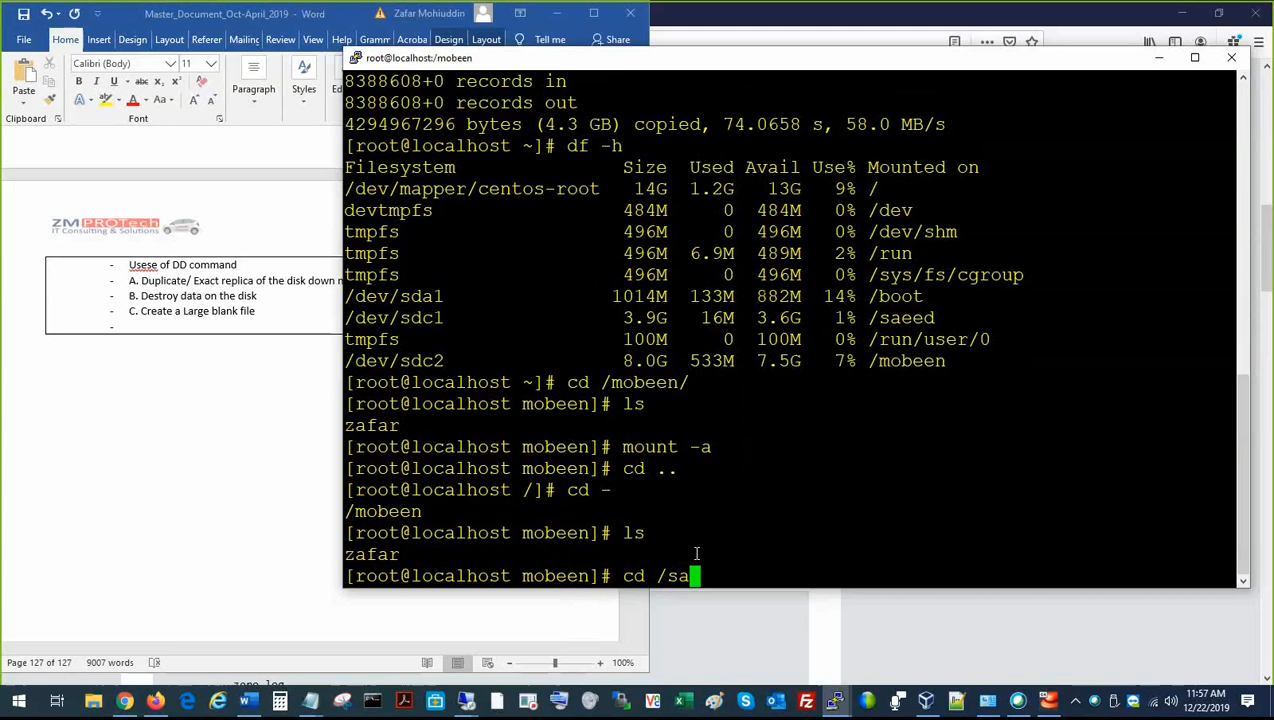 Master_Document_Oct-April_2019 - Word
Zafar Mohiuddin
File Home Insert Design Layout Referer Mailing Review View Gramm Acroba Design Layout Tell me Share
Calibri (Body) 11
Paste
Paragraph
Styles
Clipboard
Font
root@localhost:/mobeen
8388608+0 records in
8388608+0 records out
4294967296 bytes (4.3 GB) copied, 74.0658 s, 58.0 MB/s
[root@localhost ~]# df -h
Filesystem Size Used Avail Use% Mounted on
/dev/mapper/centos-root 14G 1.2G 13G 9% /
devtmpfs 484M 0 484M 0% /dev
tmpfs 496M 0 496M 0% /dev/shm
tmpfs 496M 6.9M 489M 2% /run
tmpfs 496M 0 496M 0% /sys/fs/cgroup
/dev/sda1 1014M 133M 882M 14% /boot
/dev/sdc1 3.9G 16M 3.6G 1% /saeed
tmpfs 100M 0 100M 0% /run/user/0
/dev/sdc2 8.0G 533M 7.5G 7% /mobeen
[root@localhost ~]# cd /mobeen/
[root@localhost mobeen]# ls
zafar
[root@localhost mobeen]# mount -a
[root@localhost mobeen]# cd ..
[root@localhost /]# cd -
/mobeen
[root@localhost mobeen]# ls
zafar
[root@localhost mobeen]# cd /sa
ZM PROTech
IT Consulting & Solutions
- Usese of DD command
- A. Duplicate/ Exact replica of the disk down
- B. Destroy data on the disk
- C. Create a Large blank file
-
Page 127 of 127 9007 words
100%
11:57 AM
12/22/2019